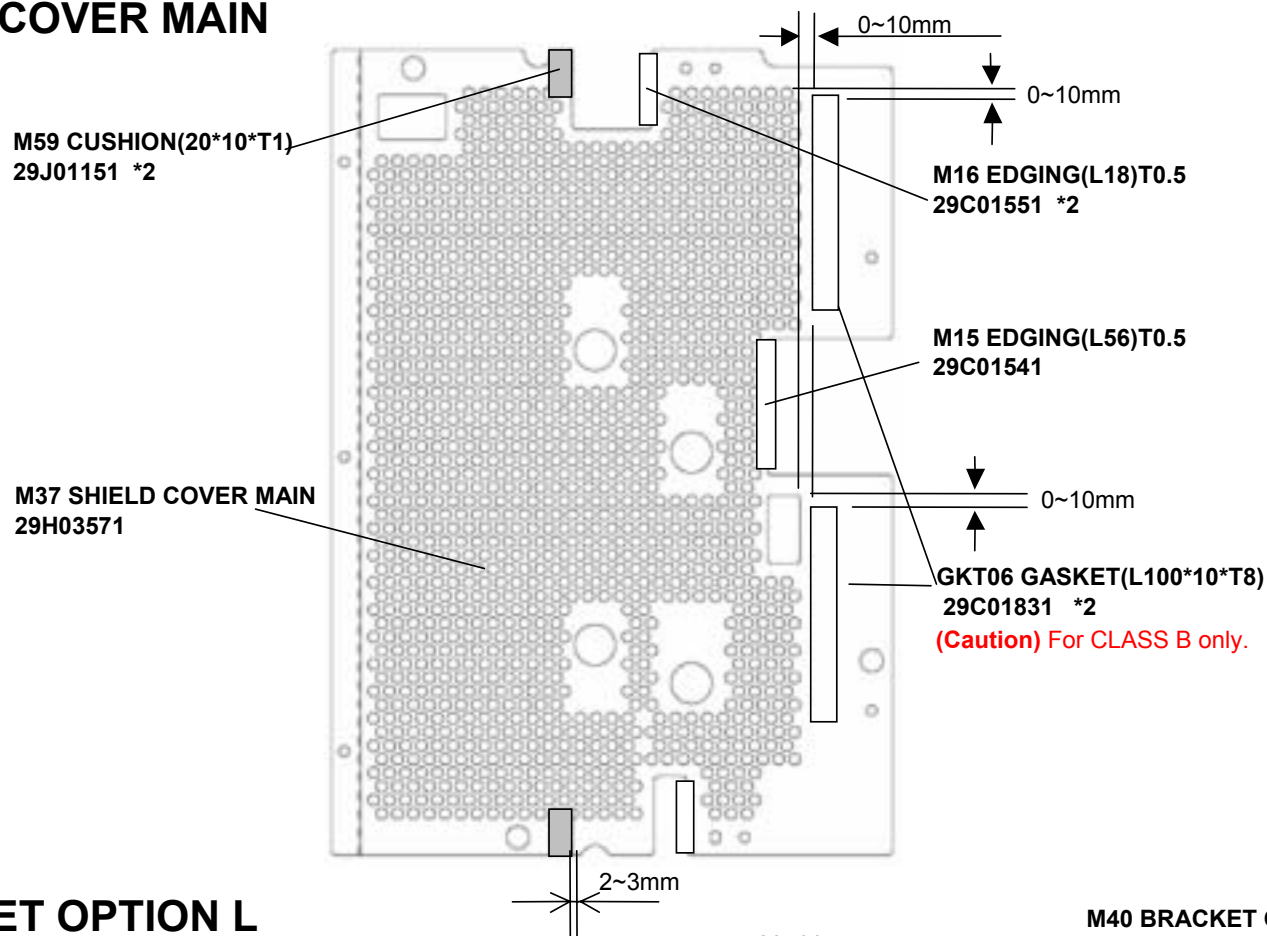 COVER MAIN
0~10mm
0~10mm
M59 CUSHION(20*10*T1)
29J01151 *2
M16 EDGING(L18)T0.5
29C01551 *2
M15 EDGING(L56)T0.5
29C01541
M37 SHIELD COVER MAIN
29H03571
0~10mm
GKT06 GASKET(L100*10*T8)
29C01831 *2
(Caution) For CLASS B only.
2~3mm
ET OPTION L
M40 BRACKET